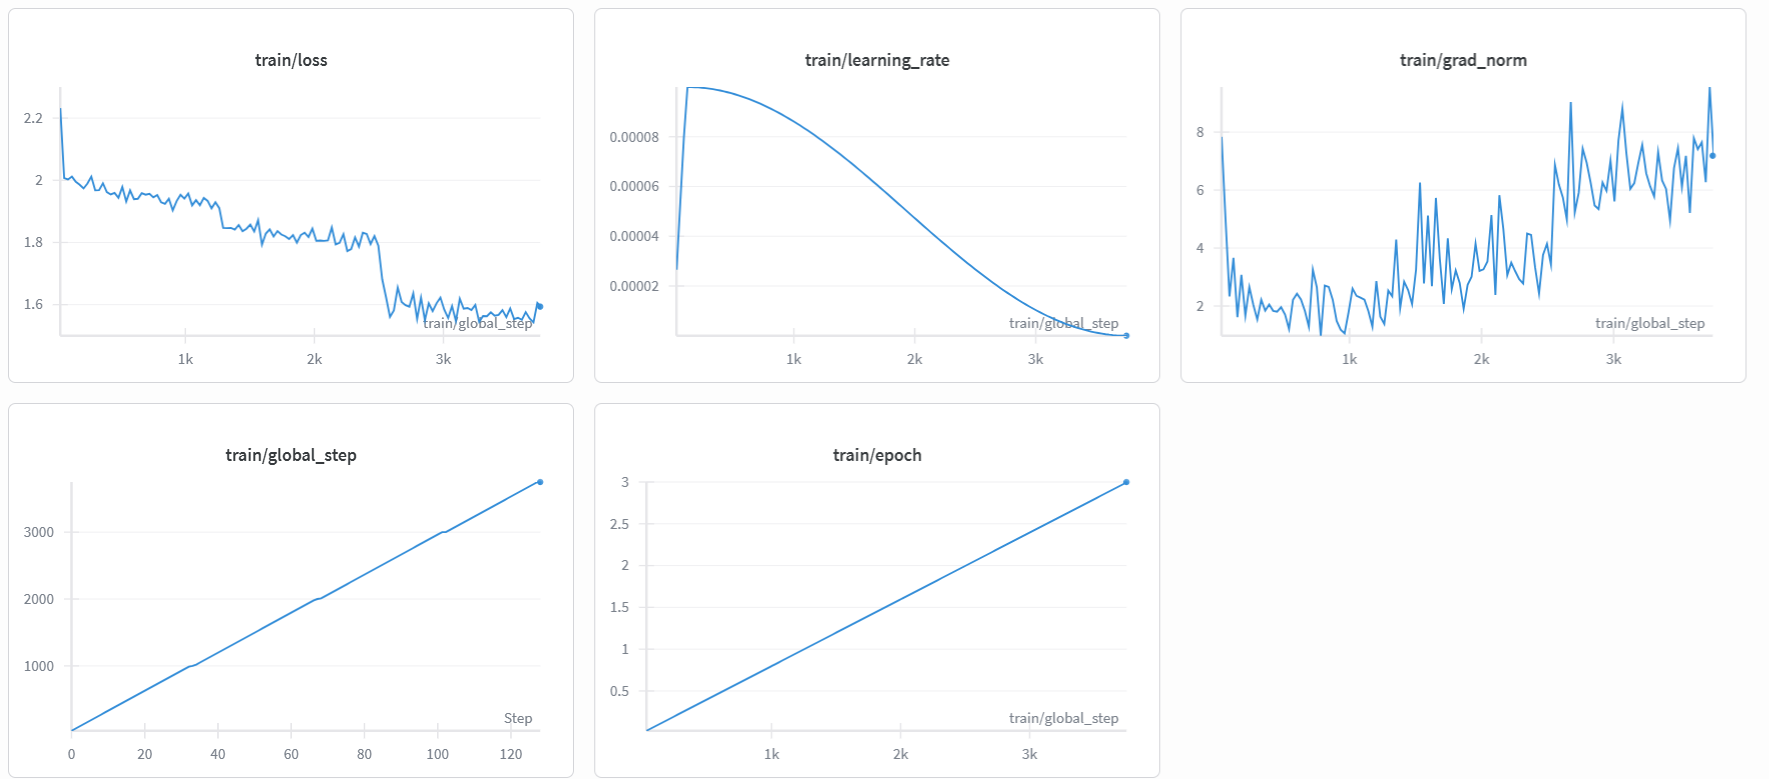 train/loss
2.2
2
1.8
1.6
train/global_step
1k
2k
3k
train/learning_rate
0.00008
0.00006
0.00004
0.00002
train/global_step
1k
2k
3k
train/grad_norm
8
6
4
2
train/global_step
1k
2k
3k
train/global_step
3000
2000
1000
Step
0
20
40
60
80
100
120
train/epoch
3
2.5
2
1.5
1
0.5
train/global_step
1k
2k
3k